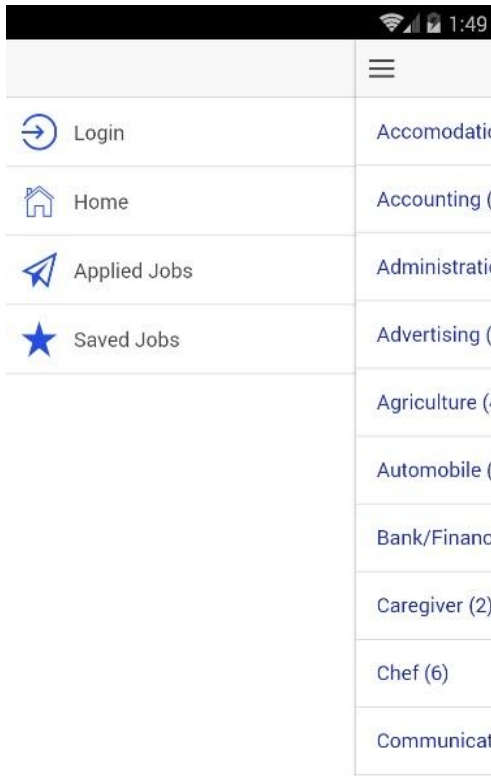 1:49
Login
Home
Applied Jobs
Saved Jobs
Accomodatio
Accounting (
Administrati
Advertising (
Agriculture (
Automobile (
Bank/Financ
Caregiver (2)
Chef (6)
Communicat